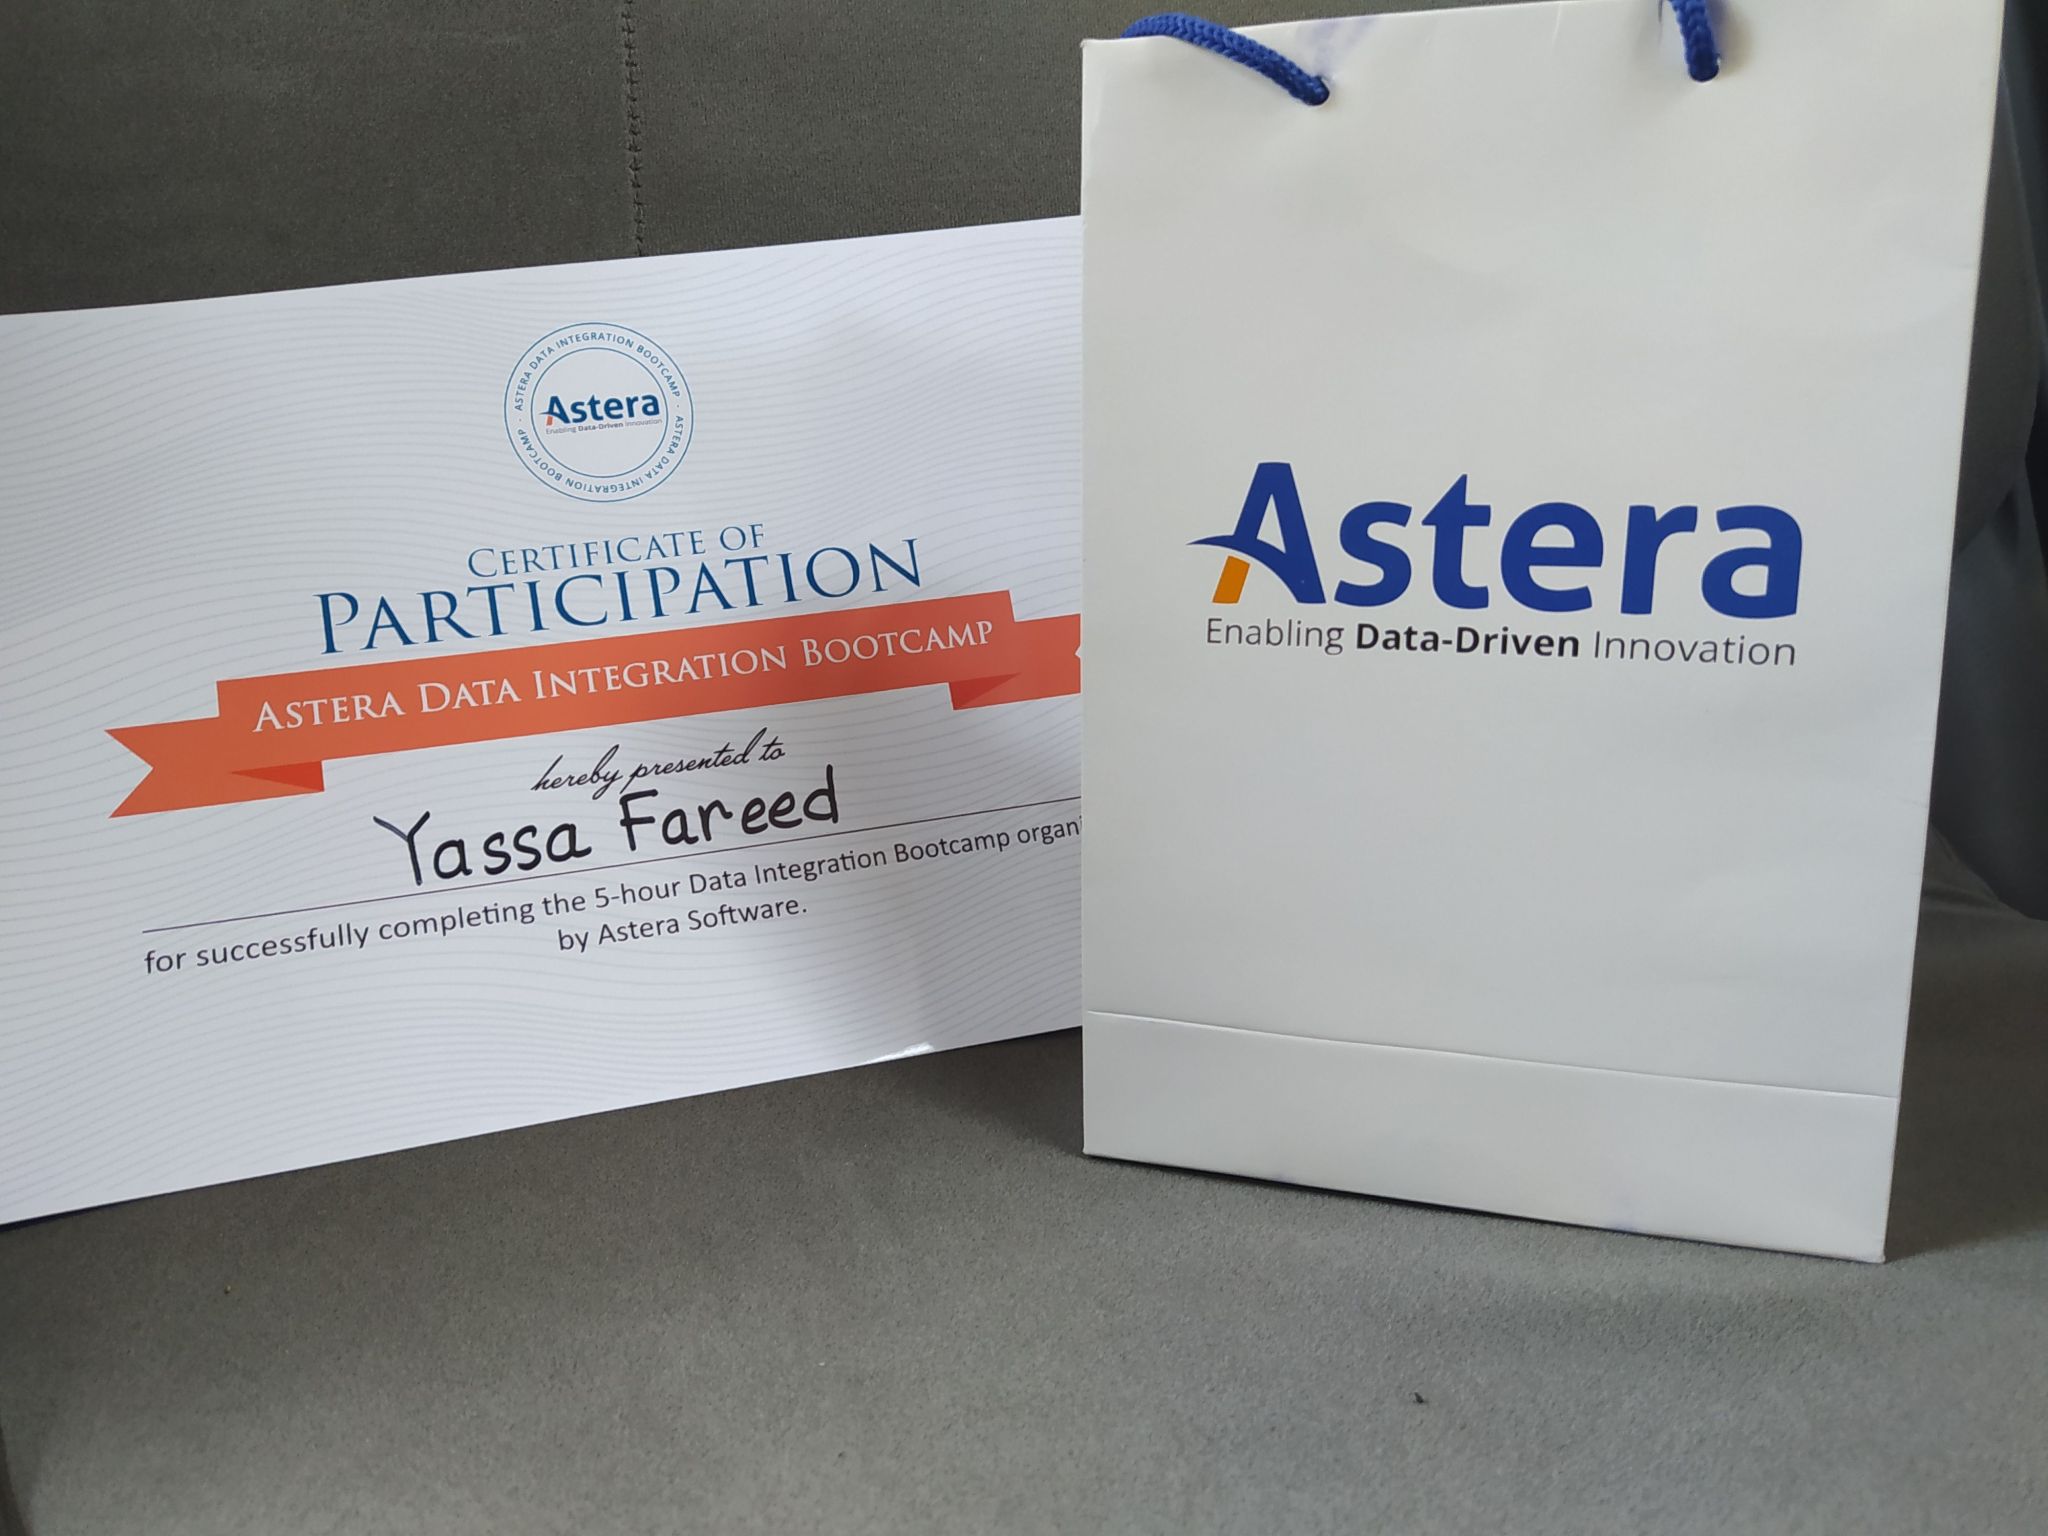 ASTERA DATA INTEGRATION BOOTCAMP · ASTERA DATA INTEGRATION BOOTCAMP ·
Astera
Enabling Data-Driven Innovation
CERTIFICATE OF
PARTICIPATION
ASTERA DATA INTEGRATION BOOTCAMP
hereby presented to
Yassa Fareed
for successfully completing the 5-hour Data Integration Bootcamp organi
by Astera Software.
Astera
Enabling Data-Driven Innovation